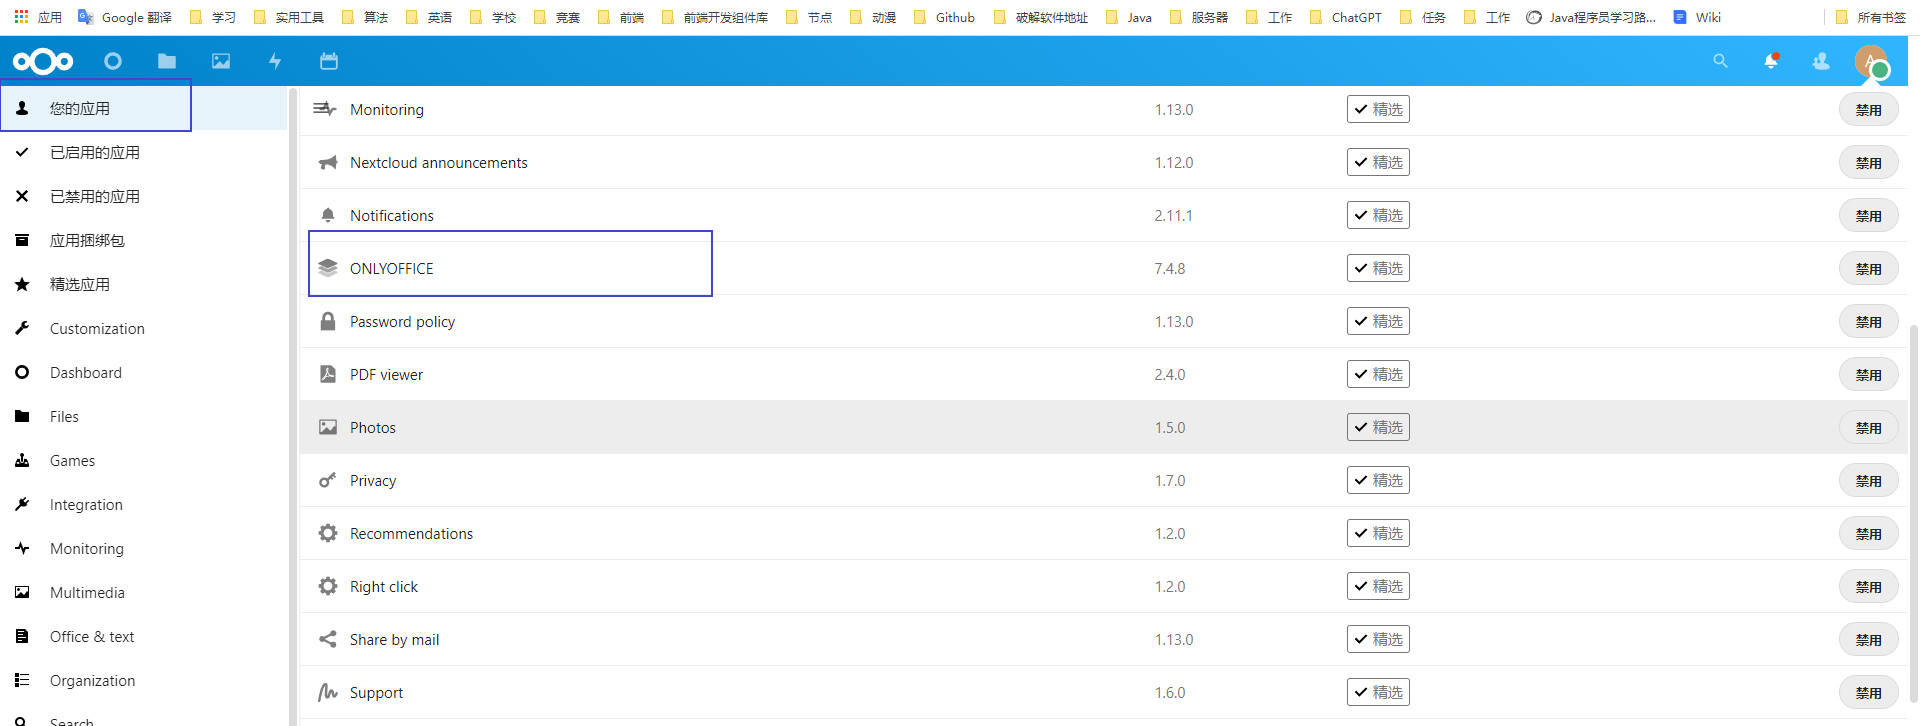 应用 Google 翻译 学习 实用工具 算法 英语 学校 竞赛 前端 前端开发组件库 节点 动漫 Github 破解软件地址 Java 服务器 工作 ChatGPT 任务 工作 Java程序员学习路... Wiki 所有书签
A
您的应用
已启用的应用
已禁用的应用
应用捆绑包
精选应用
Customization
Dashboard
Files
Games
Integration
Monitoring
Multimedia
Office & text
Organization
Search
Monitoring 1.13.0 精选 禁用
Nextcloud announcements 1.12.0 精选 禁用
Notifications 2.11.1 精选 禁用
ONLYOFFICE 7.4.8 精选 禁用
Password policy 1.13.0 精选 禁用
PDF viewer 2.4.0 精选 禁用
Photos 1.5.0 精选 禁用
Privacy 1.7.0 精选 禁用
Recommendations 1.2.0 精选 禁用
Right click 1.2.0 精选 禁用
Share by mail 1.13.0 精选 禁用
Support 1.6.0 精选 禁用